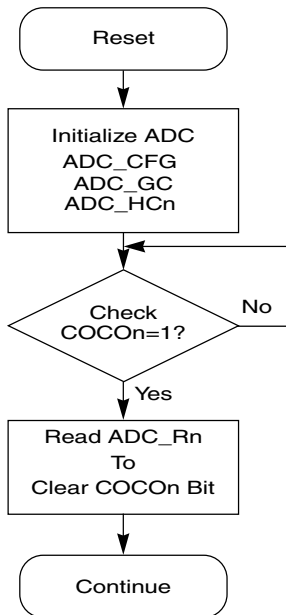 Reset
Initialize ADC
ADC_CFG
ADC_GC
ADC_HCn
Check
COCOn=1?
No
Yes
Read ADC_Rn
To
Clear COCOn Bit
Continue